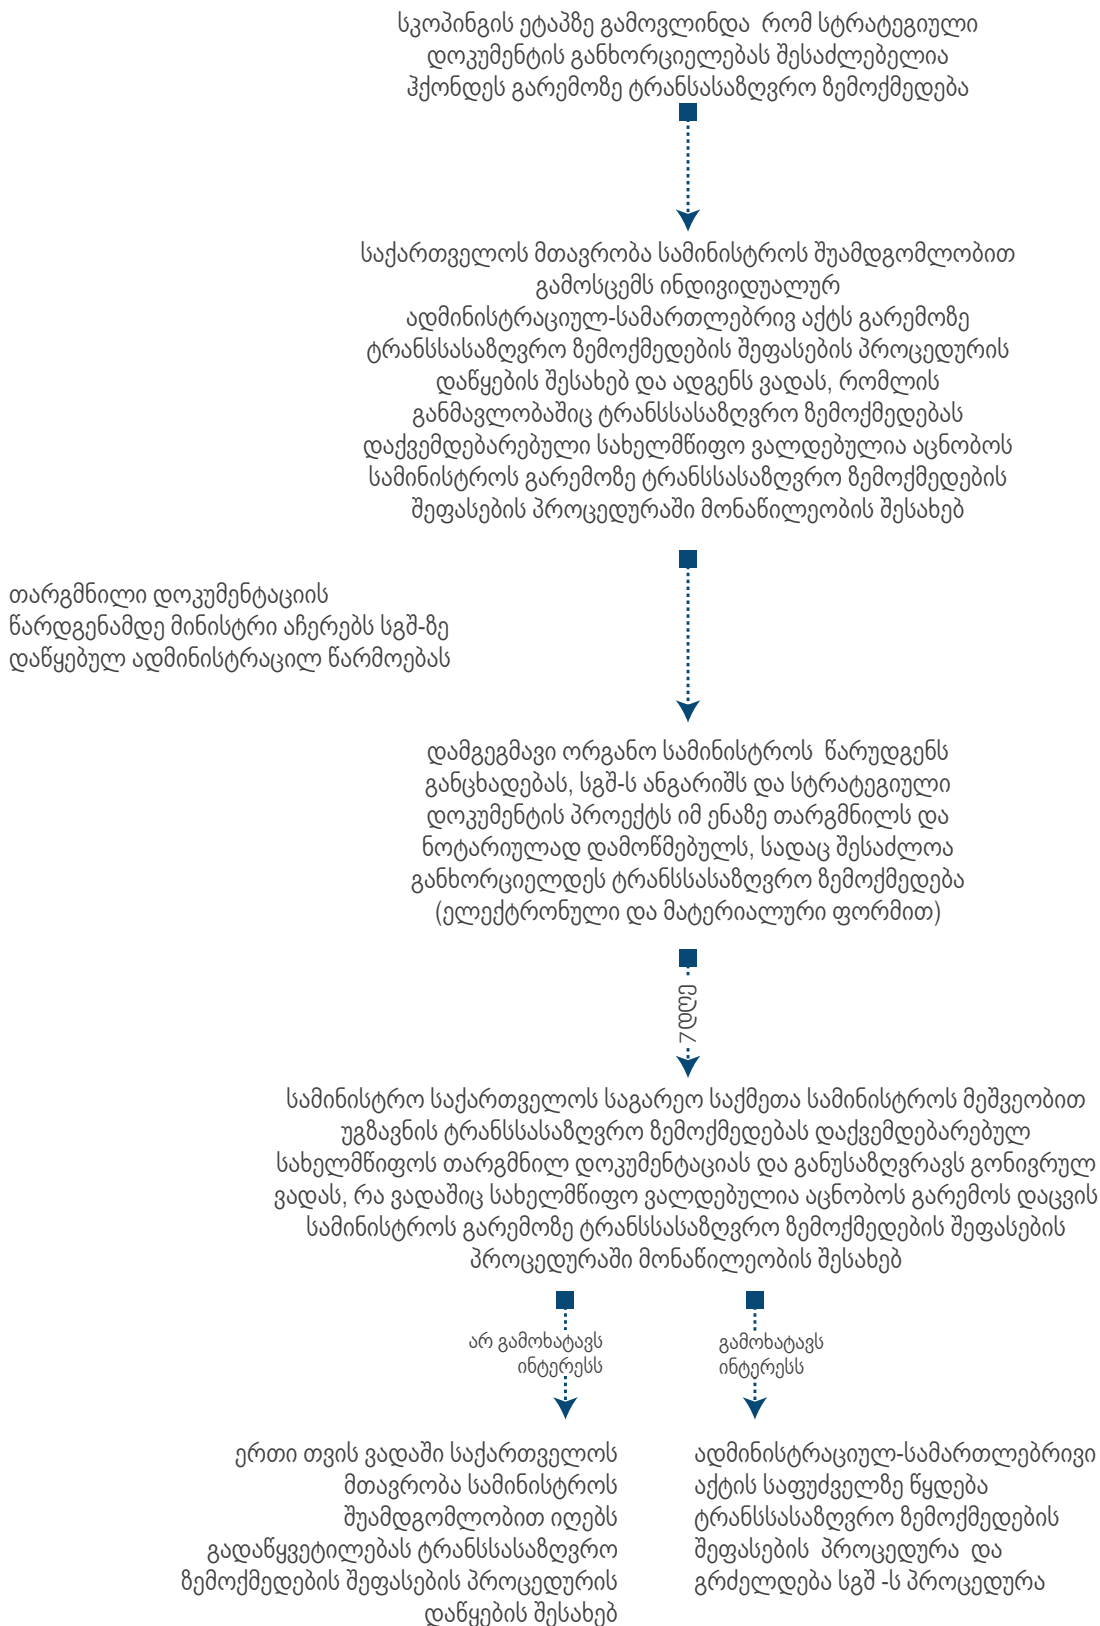 სკოპინგის ეტაპზე გამოვლინდა რომ სტრატეგიული
დოკუმენტის განხორციელებას შესაძლებელია
ჰქონდეს გარემოზე ტრანსასაზღვრო ზემოქმედება
საქართველოს მთავრობა სამინისტროს შუამდგომლობით
გამოსცემს ინდივიდუალურ
ადმინისტრაციულ-სამართლებრივ აქტს გარემოზე
ტრანსსასაზღვრო ზემოქმედების შეფასების პროცედურის
დაწყების შესახებ და ადგენს ვადას, რომლის
განმავლობაშიც ტრანსსასაზღვრო ზემოქმედებას
დაქვემდებარებული სახელმწიფო ვალდებულია აცნობოს
სამინისტროს გარემოზე ტრანსსასაზღვრო ზემოქმედების
შეფასების პროცედურაში მონაწილეობის შესახებ
თარგმნილი დოკუმენტაციის
წარდგენამდე მინისტრი აჩერებს სგშ-ზე
დაწყებულ ადმინისტრაცილ წარმოებას
დამგეგმავი ორგანო სამინისტროს წარუდგენს
განცხადებას, სგშ-ს ანგარიშს და სტრატეგიული
დოკუმენტის პროექტს იმ ენაზე თარგმნილს და
ნოტარიულად დამოწმებულს, სადაც შესაძლოა
განხორციელდეს ტრანსსასაზღვრო ზემოქმედება
(ელექტრონული და მატერიალური ფორმით)
7 დღე
სამინისტრო საქართველოს საგარეო საქმეთა სამინისტროს მეშვეობით
უგზავნის ტრანსსასაზღვრო ზემოქმედებას დაქვემდებარებულ
სახელმწიფოს თარგმნილ დოკუმენტაციას და განუსაზღვრავს გონივრულ
ვადას, რა ვადაშიც სახელმწიფო ვალდებულია აცნობოს გარემოს დაცვის
სამინისტროს გარემოზე ტრანსსასაზღვრო ზემოქმედების შეფასების
პროცედურაში მონაწილეობის შესახებ
არ გამოხატავს
ინტერესს
გამოხატავს
ინტერესს
ერთი თვის ვადაში საქართველოს
მთავრობა სამინისტროს
შუამდგომლობით იღებს
გადაწყვეტილებას ტრანსსასაზღვრო
ზემოქმედების შეფასების პროცედურის
დაწყების შესახებ
ადმინისტრაციულ-სამართლებრივი
აქტის საფუძველზე წყდება
ტრანსსასაზღვრო ზემოქმედების
შეფასების პროცედურა და
გრძელდება სგშ -ს პროცედურა